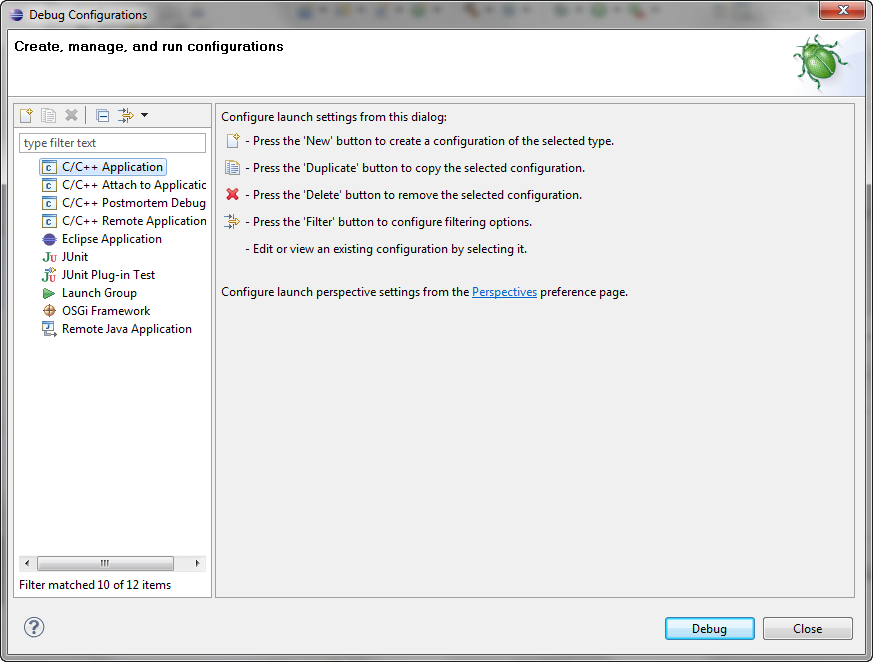 Debug Configurations
Create, manage, and run configurations
type filter text
C/C++ Application
C/C++ Attach to Applicatic
C/C++ Postmortem Debug
C/C++ Remote Application
Eclipse Application
JUnit
JUnit Plug-in Test
Launch Group
OSGi Framework
Remote Java Application
Filter matched 10 of 12 items
Configure launch settings from this dialog:
- Press the 'New' button to create a configuration of the selected type.
- Press the 'Duplicate' button to copy the selected configuration.
- Press the 'Delete' button to remove the selected configuration.
- Press the 'Filter' button to configure filtering options.
- Edit or view an existing configuration by selecting it.
Configure launch perspective settings from the Perspectives preference page.
Debug
Close